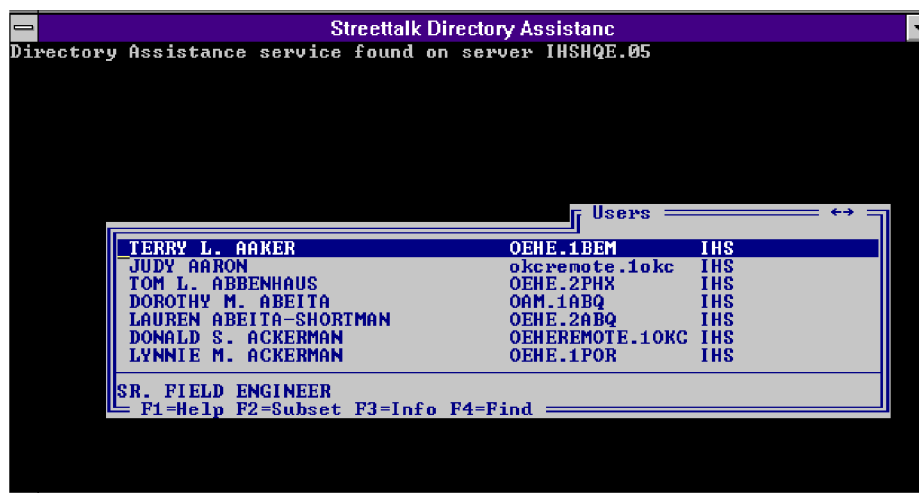 Streettalk Directory Assistanc
Directory Assistance service found on server IHSHQE.05
Users
TERRY L. AAKER OEHE.1BEM IHS
JUDY AARON okcremote.1okc IHS
TOM L. ABBENHAUS OEHE.2PHX IHS
DOROTHY M. ABEITA OAM.1ABQ IHS
LAUREN ABEITA-SHORTMAN OEHE.2ABQ IHS
DONALD S. ACKERMAN OEHEREMOTE.1OKC IHS
LYNNIE M. ACKERMAN OEHE.1POR IHS
SR. FIELD ENGINEER
F1=Help F2=Subset F3=Info F4=Find